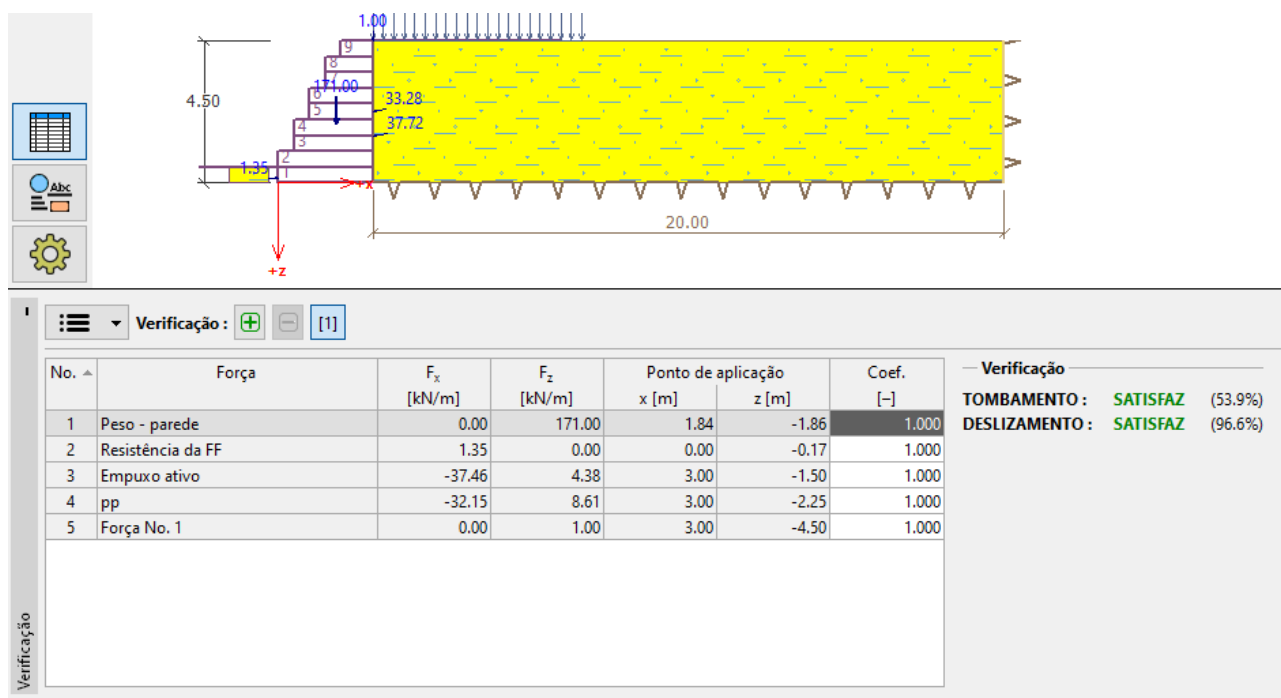 1.00
9
8
7
171.00
6
4.50
33.28
5
37.72
4
3
2
1.35
1
+x
20.00
+z
Abc
Verificação : [1]
No. Força Fx Fz Ponto de aplicação Coef.
[kN/m] [kN/m] x [m] z [m] [–]
1 Peso - parede 0.00 171.00 1.84 -1.86 1.000
2 Resistência da FF 1.35 0.00 0.00 -0.17 1.000
3 Empuxo ativo -37.46 4.38 3.00 -1.50 1.000
4 pp -32.15 8.61 3.00 -2.25 1.000
5 Força No. 1 0.00 1.00 3.00 -4.50 1.000
Verificação
TOMBAMENTO : SATISFAZ (53.9%)
DESLIZAMENTO : SATISFAZ (96.6%)
Verificação